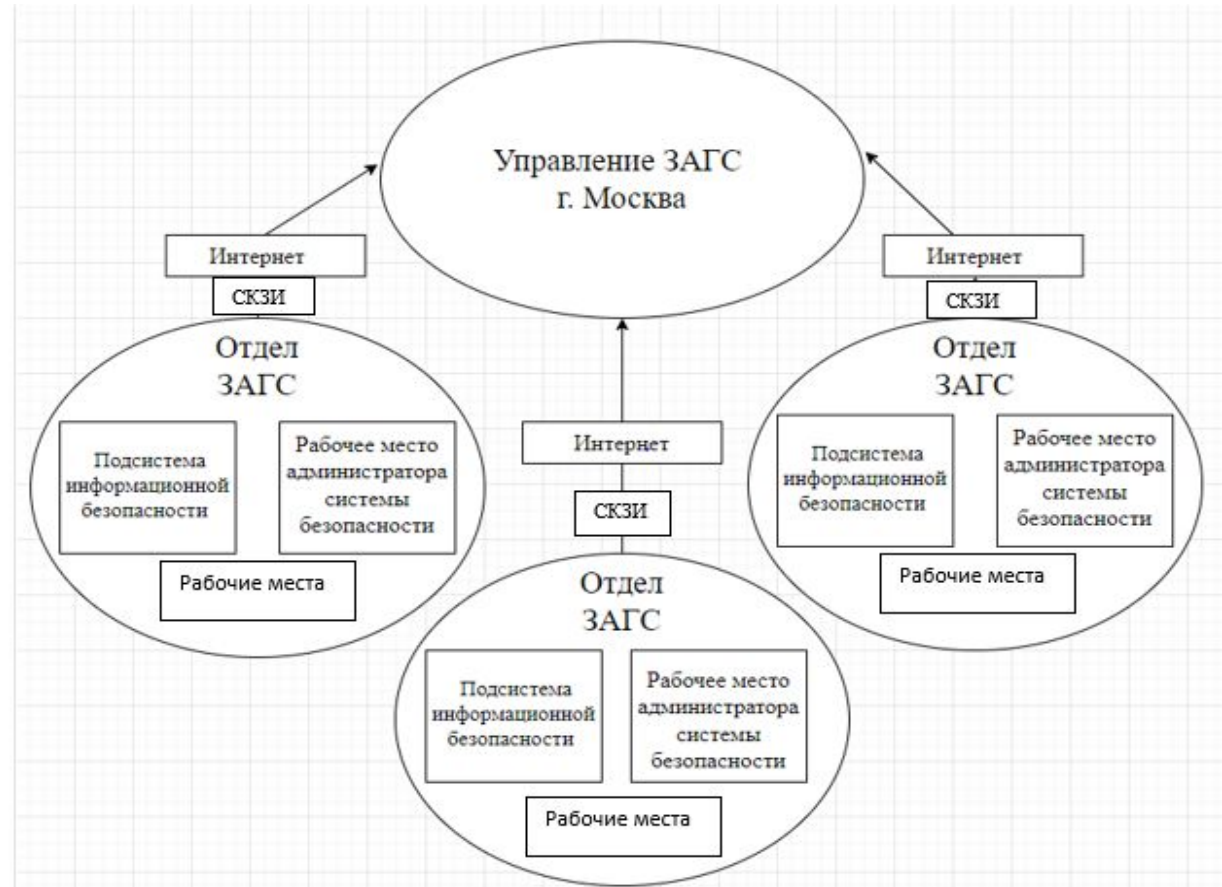 Управление ЗАГС
г. Москва
Интернет
СКЗИ
Отдел
ЗАГС
Подсистема
информационной
безопасности
Рабочее место
администратора
системы
безопасности
Рабочие места
Интернет
СКЗИ
Отдел
ЗАГС
Подсистема
информационной
безопасности
Рабочее место
администратора
системы
безопасности
Рабочие места
Интернет
СКЗИ
Отдел
ЗАГС
Подсистема
информационной
безопасности
Рабочее место
администратора
системы
безопасности
Рабочие места